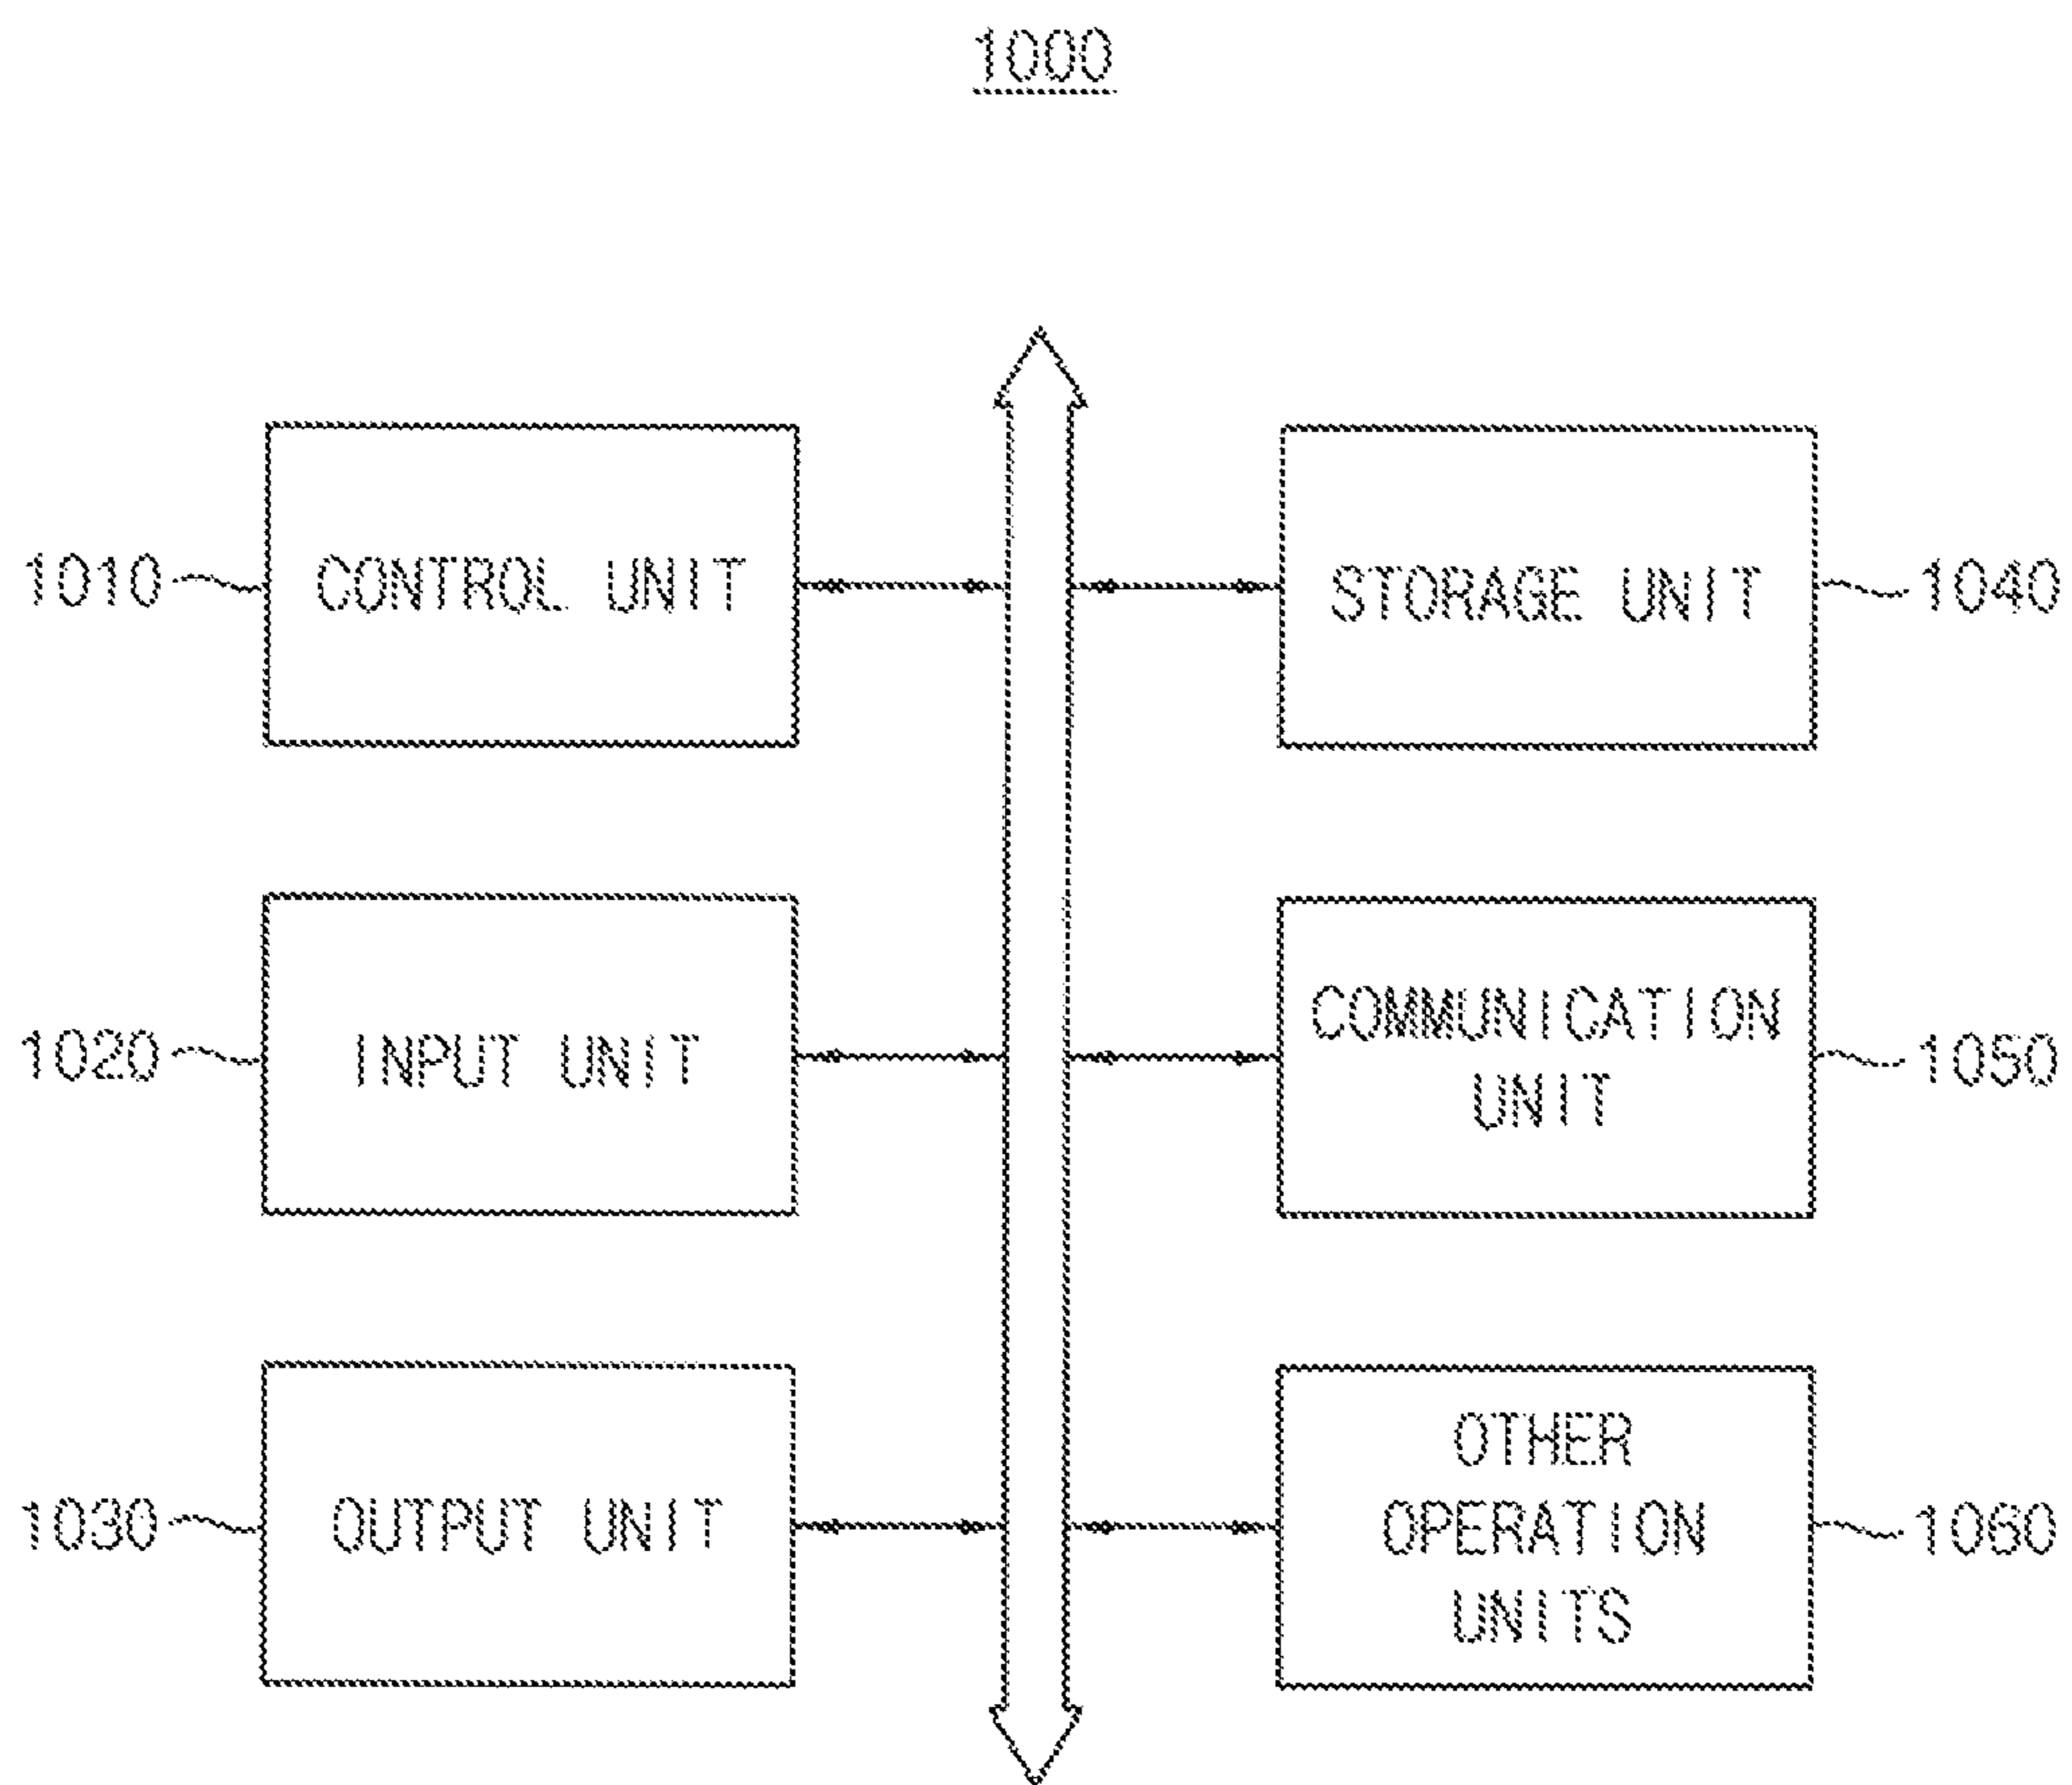 1000
1010
CONTROL UNIT
STORAGE UNIT
1040
1020
INPUT UNIT
COMMUNICATION
UNIT
1050
1030
OUTPUT UNIT
OTHER
OPERATION
UNITS
1060